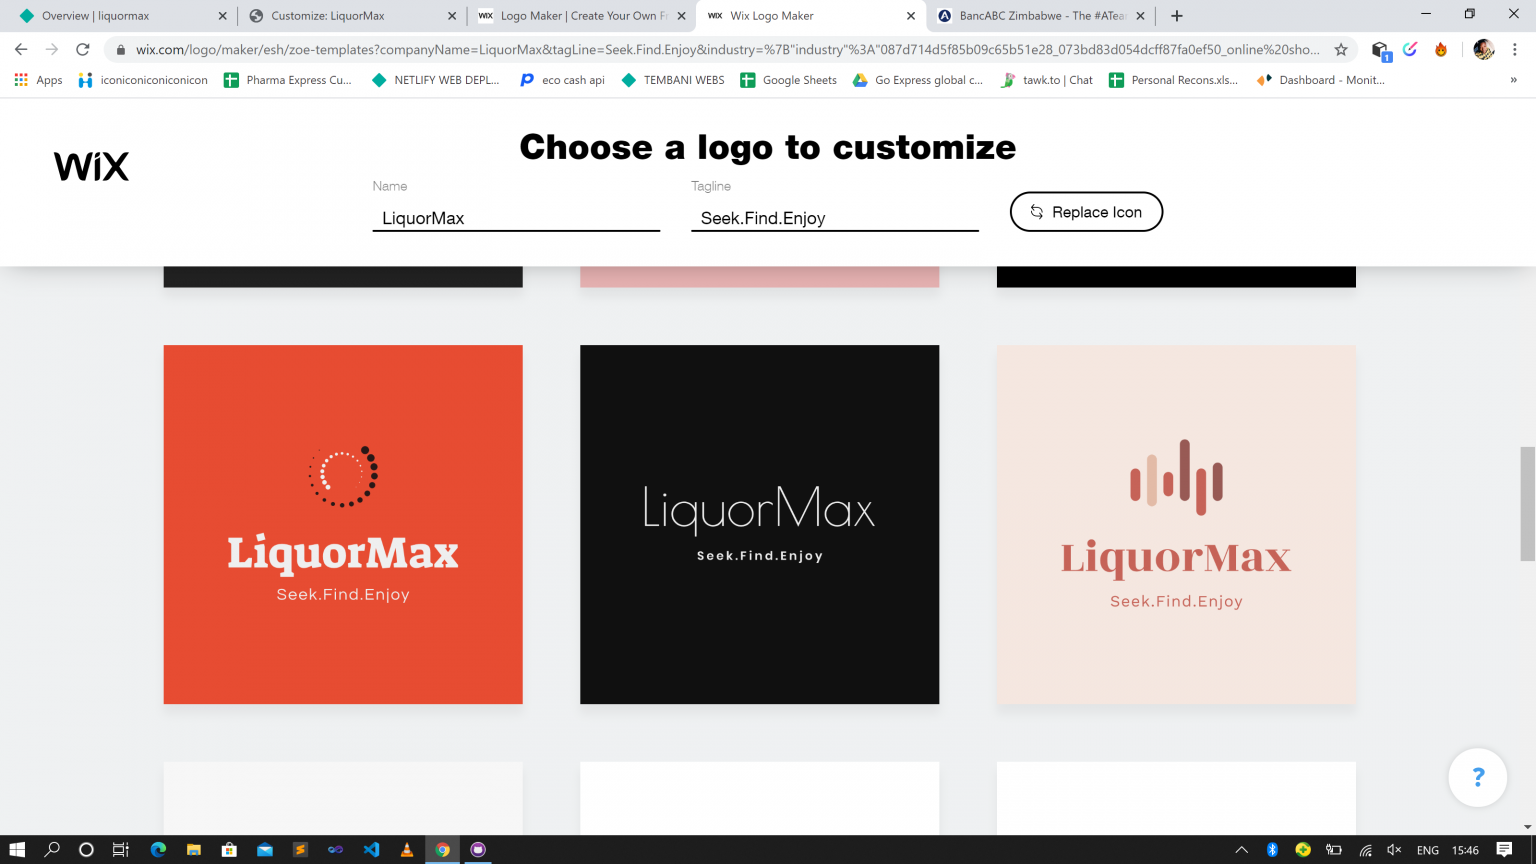 Overview | liquormax
Customize: LiquorMax
WIX Logo Maker | Create Your Own Fr
WIX Wix Logo Maker
A BancABC Zimbabwe - The #ATear
wix.com/logo/maker/esh/zoe-templates?companyName=LiquorMax&tagLine=Seek.Find.Enjoy&industry=%7B"industry"%3A"087d714d5f85b09c65b51e28_073bd83d054dcff87fa0ef50_online%20sho...
1
Apps
iconiconiconiconicon
Pharma Express Cu...
NETLIFY WEB DEPL...
eco cash api
TEMBANI WEBS
Google Sheets
Go Express global c...
tawk.to | Chat
Personal Recons.xls...
Dashboard - Monit...
»
WiX
Choose a logo to customize
Name
Tagline
LiquorMax
Seek.Find.Enjoy
Replace Icon
LiquorMax
Seek.Find.Enjoy
LiquorMax
Seek.Find.Enjoy
LiquorMax
Seek.Find.Enjoy
?
ENG
15:46